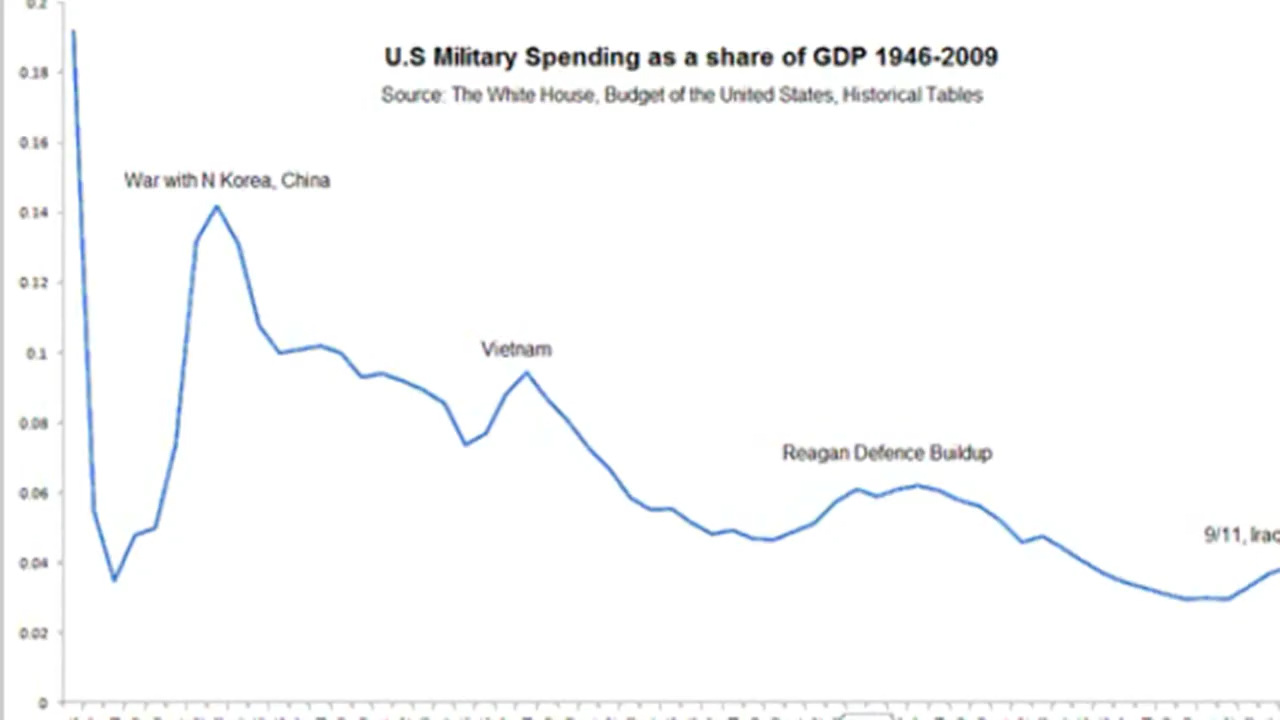 0.2
U.S Military Spending as a share of GDP 1946-2009
0.18
Source: The White House, Budget of the United States, Historical Tables
0.16
War with N Korea, China
0.14
0.12
Vietnam
0.1
0.08
Reagan Defence Buildup
0.06
9/11, Iraq
0.04
0.02
0